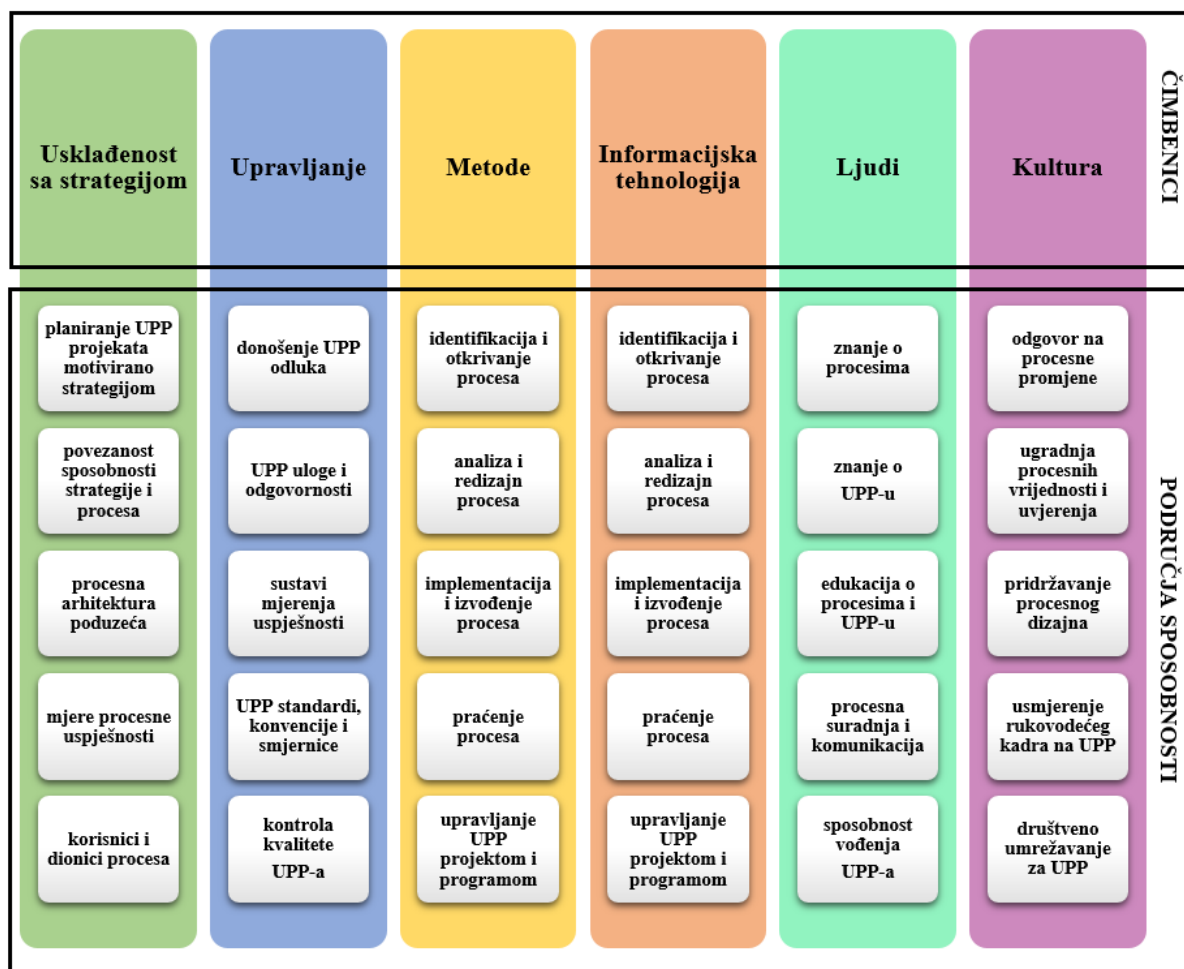 Usklađenost
sa strategijom
Upravljanje
Metode
Informacijska
tehnologija
Ljudi
Kultura
ČIMBENICI
planiranje UPP
projekata
motivirano
strategijom
donošenje UPP
odluka
identifikacija i
otkrivanje
procesa
identifikacija i
otkrivanje
procesa
znanje o
procesima
odgovor na
procesne
promjene
povezanost
sposobnosti
strategije i
procesa
UPP uloge i
odgovornosti
analiza i
redizajn
procesa
analiza i
redizajn
procesa
znanje o
UPP-u
ugradnja
procesnih
vrijednosti i
uvjerenja
procesna
arhitektura
poduzeća
sustavi
mjerenja
uspješnosti
implementacija
i izvođenje
procesa
implementacija
i izvođenje
procesa
edukacija o
procesima i
UPP-u
pridržavanje
procesnog
dizajna
mjere procesne
uspješnosti
UPP standardi,
konvencije i
smjernice
praćenje
procesa
praćenje
procesa
procesna
suradnja i
komunikacija
usmjerenje
rukovodećeg
kadra na UPP
korisnici i
dionici procesa
kontrola
kvalitete
UPP-a
upravljanje
UPP
projektom i
programom
upravljanje
UPP
projektom i
programom
sposobnost
vođenja
UPP-a
društveno
umrežavanje
za UPP
PODRUČJA SPOSOBNOSTI